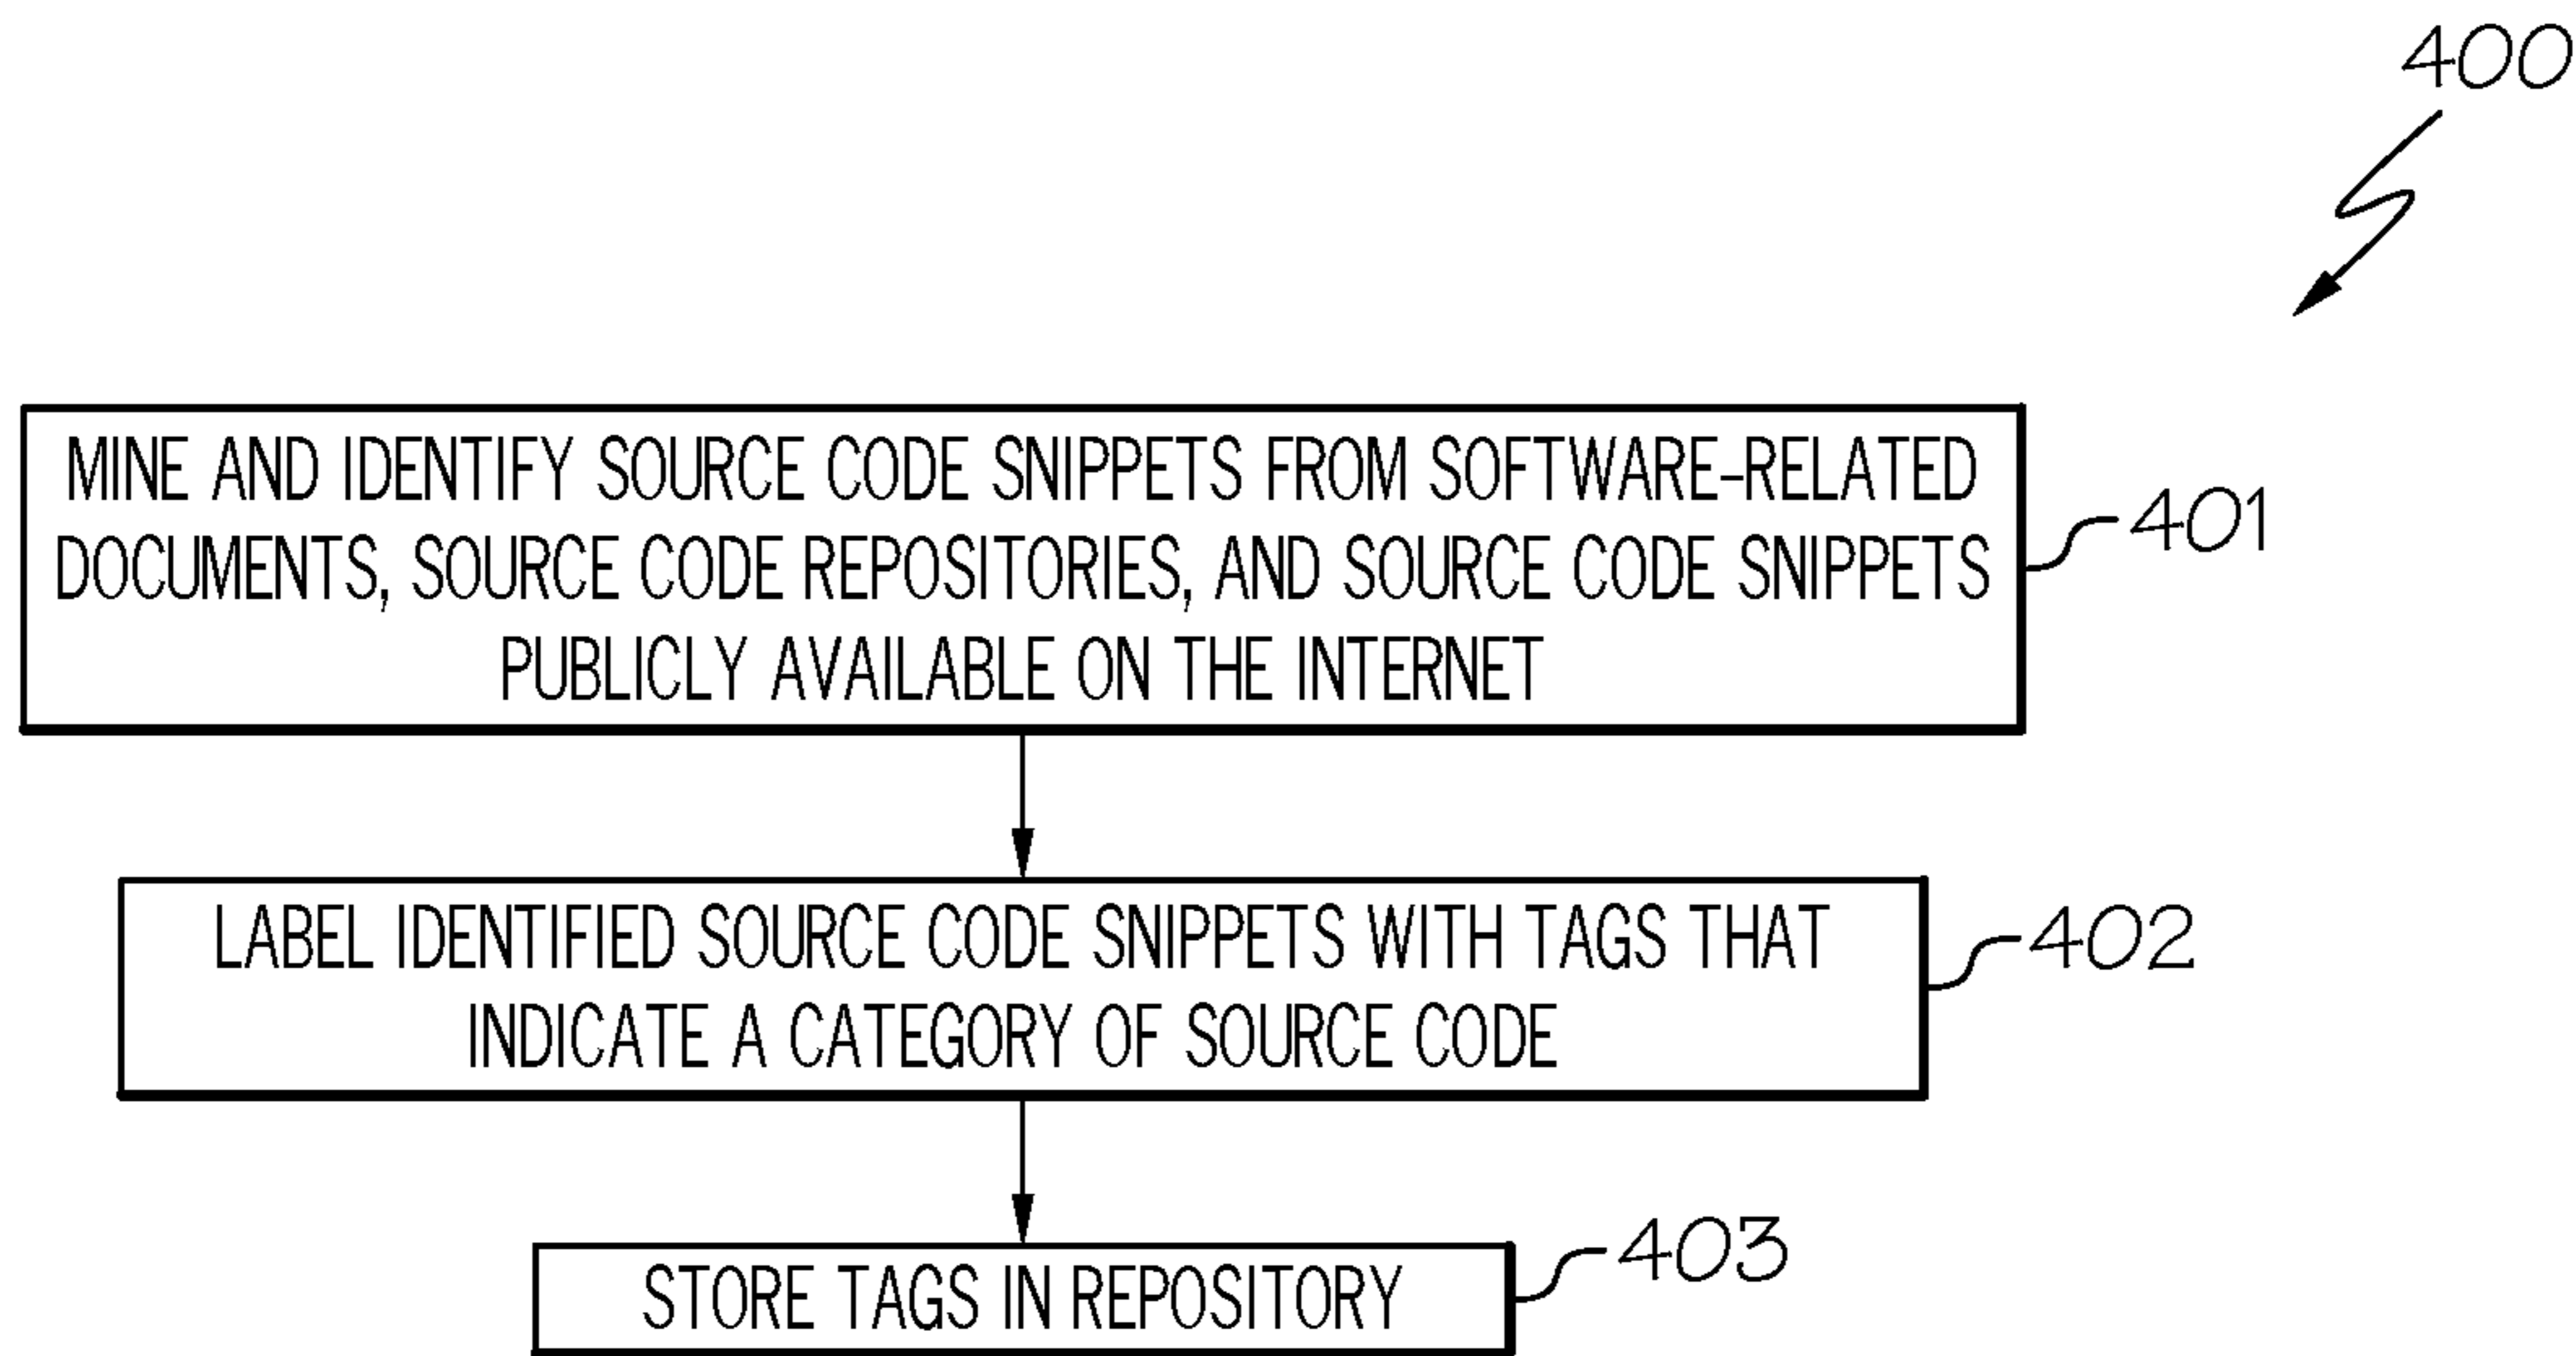 400
MINE AND IDENTIFY SOURCE CODE SNIPPETS FROM SOFTWARE-RELATED
DOCUMENTS, SOURCE CODE REPOSITORIES, AND SOURCE CODE SNIPPETS
PUBLICLY AVAILABLE ON THE INTERNET
401
LABEL IDENTIFIED SOURCE CODE SNIPPETS WITH TAGS THAT
INDICATE A CATEGORY OF SOURCE CODE
402
STORE TAGS IN REPOSITORY
403